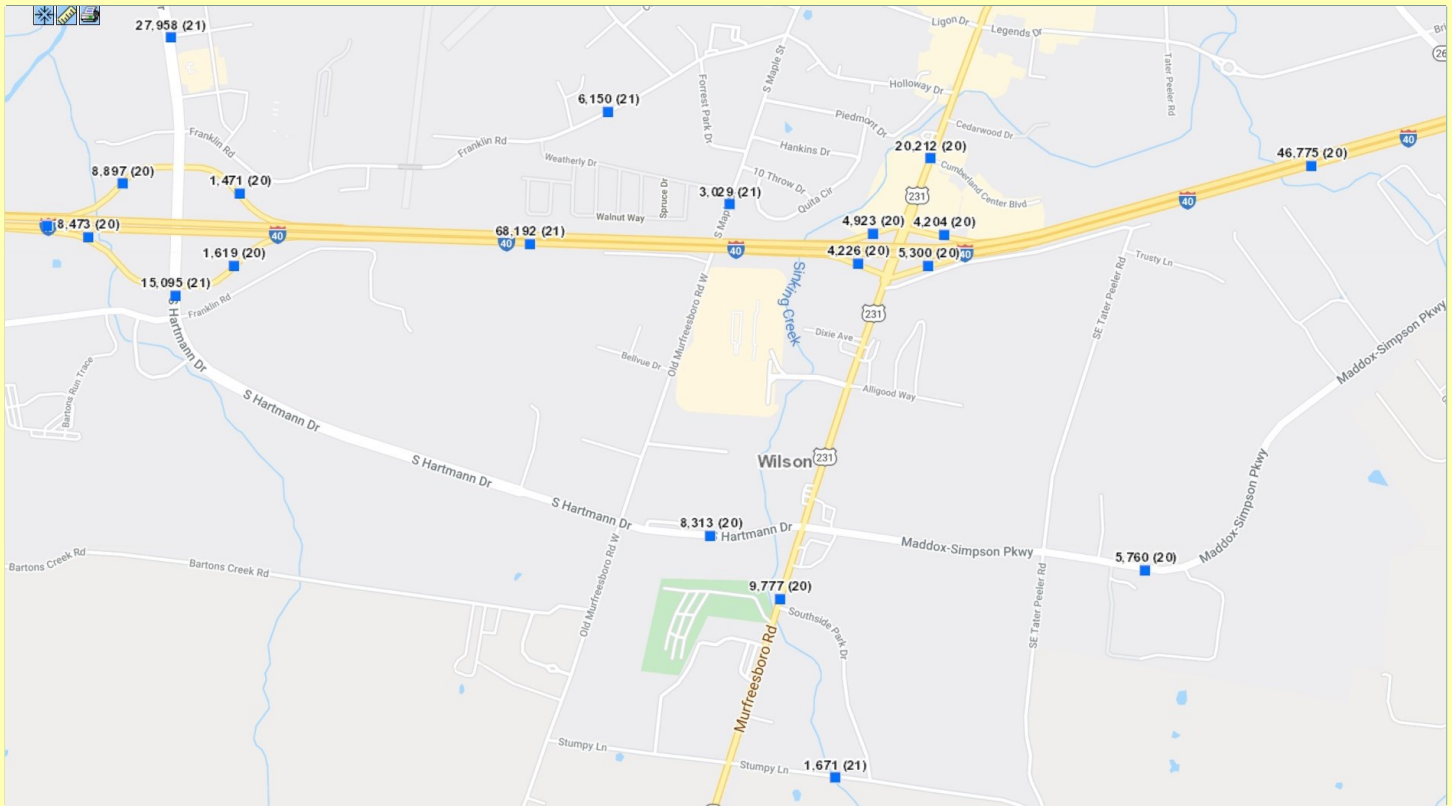 27,958 (21)
Ligon Dr
Legends Dr
Tater Peeler Rd
S Maple St
Forrest Park Dr
6,150 (21)
Holloway Dr
Piedmont Dr
Cedarwood Dr
Franklin Rd
Franklin Rd
Hankins Dr
20,212 (20)
46,775 (20)
40
Weatherly Dr
Cumberland Center Blvd
8,897 (20)
1,471 (20)
Spruce Dr
10 Throw Dr
3,029 (21)
Quita Cir
231
40
Walnut Way
S Maple
8,473 (20)
40
68,192 (21)
40
40
4,923 (20)
4,204 (20)
1,619 (20)
4,226 (20)
5,300 (20)
40
Trusty Ln
15,095 (21)
Franklin Rd
Sinking Creek
SE Tater Peeler Rd
S Hartmann Dr
231
Old Murfreesboro Rd W
Dixie Ave
Maddox-Simpson Pkwy
Bellvue Dr
Bartons Run Trace
Alligood Way
S Hartmann Dr
S Hartmann Dr
Wilson
231
Maddox-Simpson Pkwy
S Hartmann Dr
8,313 (20)
S Hartmann Dr
Maddox-Simpson Pkwy
5,760 (20)
Bartons Creek Rd
Bartons Creek Rd
Old Murfreesboro Rd W
9,777 (20)
SE Tater Peeler Rd
Southside Park Dr
Murfreesboro Rd
Stumpy Ln
Stumpy Ln
1,671 (21)